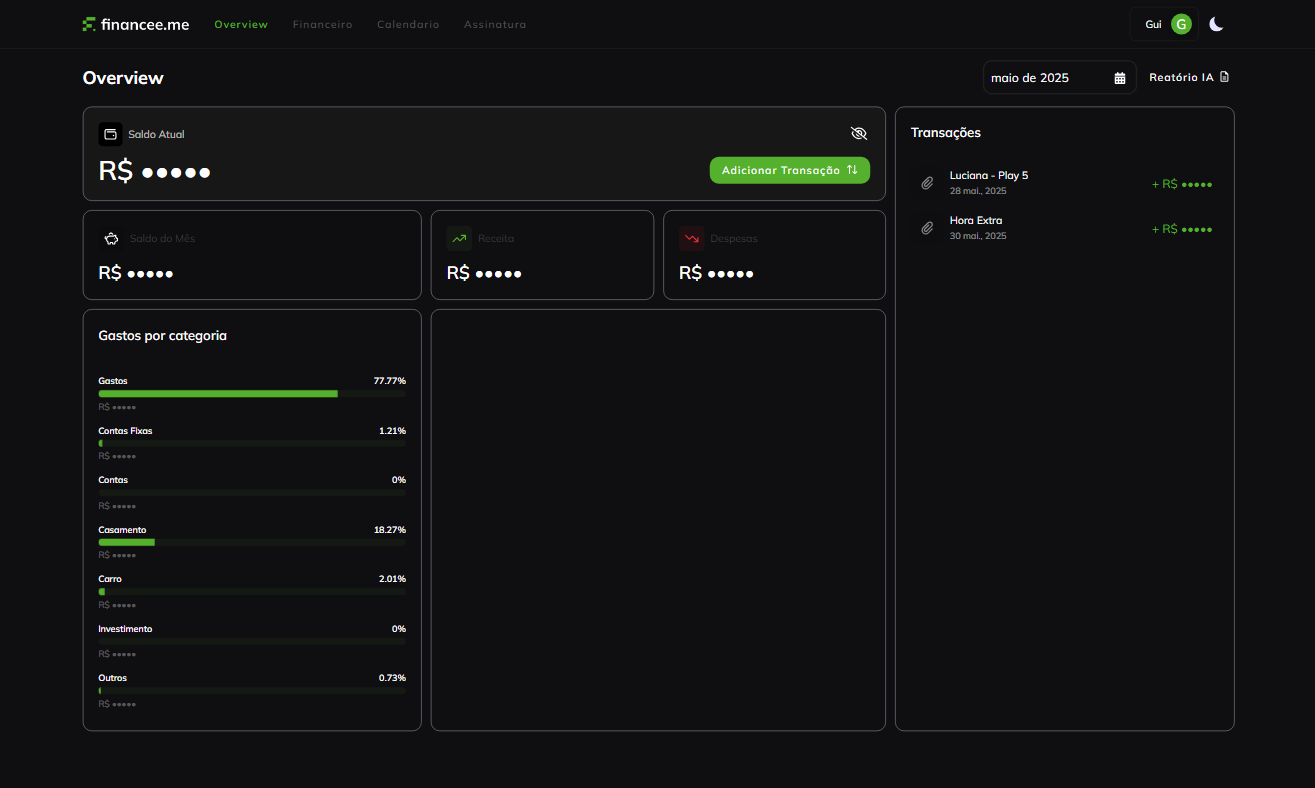 financee.me
Overview
Financeiro
Calendario
Assinatura
Gui
G
Overview
maio de 2025
Reatório IA
Saldo Atual
R$ •••••
Adicionar Transação
Saldo do Mês
R$ •••••
Receita
R$ •••••
Despesas
R$ •••••
Gastos por categoria
Gastos 77.77%
R$ •••••
Contas Fixas 1.21%
R$ •••••
Contas 0%
R$ •••••
Casamento 18.27%
R$ •••••
Carro 2.01%
R$ •••••
Investimento 0%
R$ •••••
Outros 0.73%
R$ •••••
Transações
Luciana - Play 5
28 mai., 2025
+ R$ •••••
Hora Extra
30 mai., 2025
+ R$ •••••